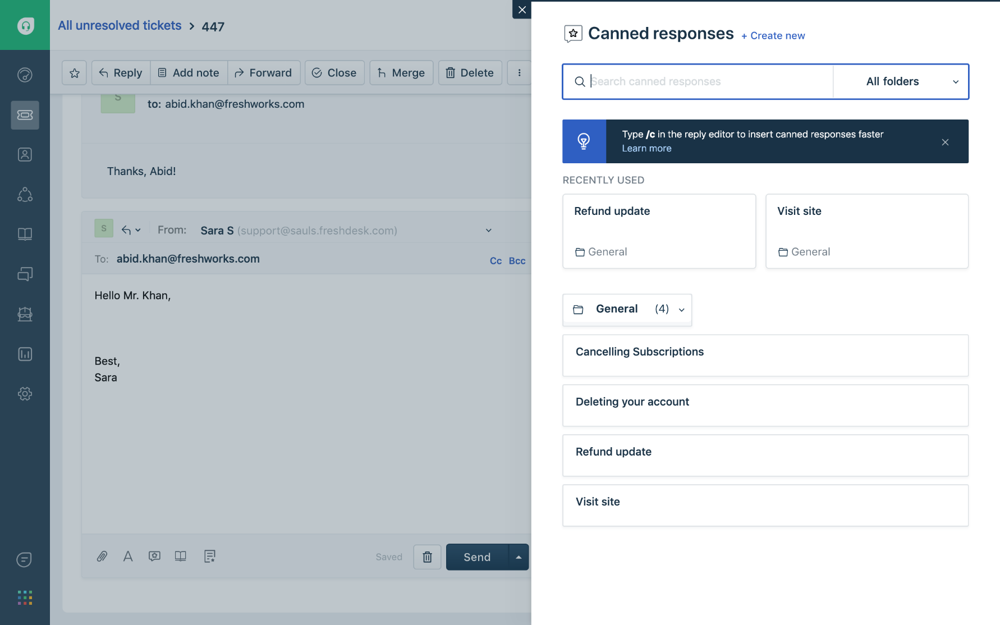 All unresolved tickets > 447
Reply
Add note
Forward
Close
Merge
Delete
S
to: abid.khan@freshworks.com
Thanks, Abid!
S
From: Sara S (support@sauls.freshdesk.com)
To: abid.khan@freshworks.com
Cc Bcc
Hello Mr. Khan,
Best,
Sara
Saved
Send
Canned responses + Create new
Search canned responses
All folders
Type /c in the reply editor to insert canned responses faster
Learn more
RECENTLY USED
Refund update
General
Visit site
General
General (4)
Cancelling Subscriptions
Deleting your account
Refund update
Visit site